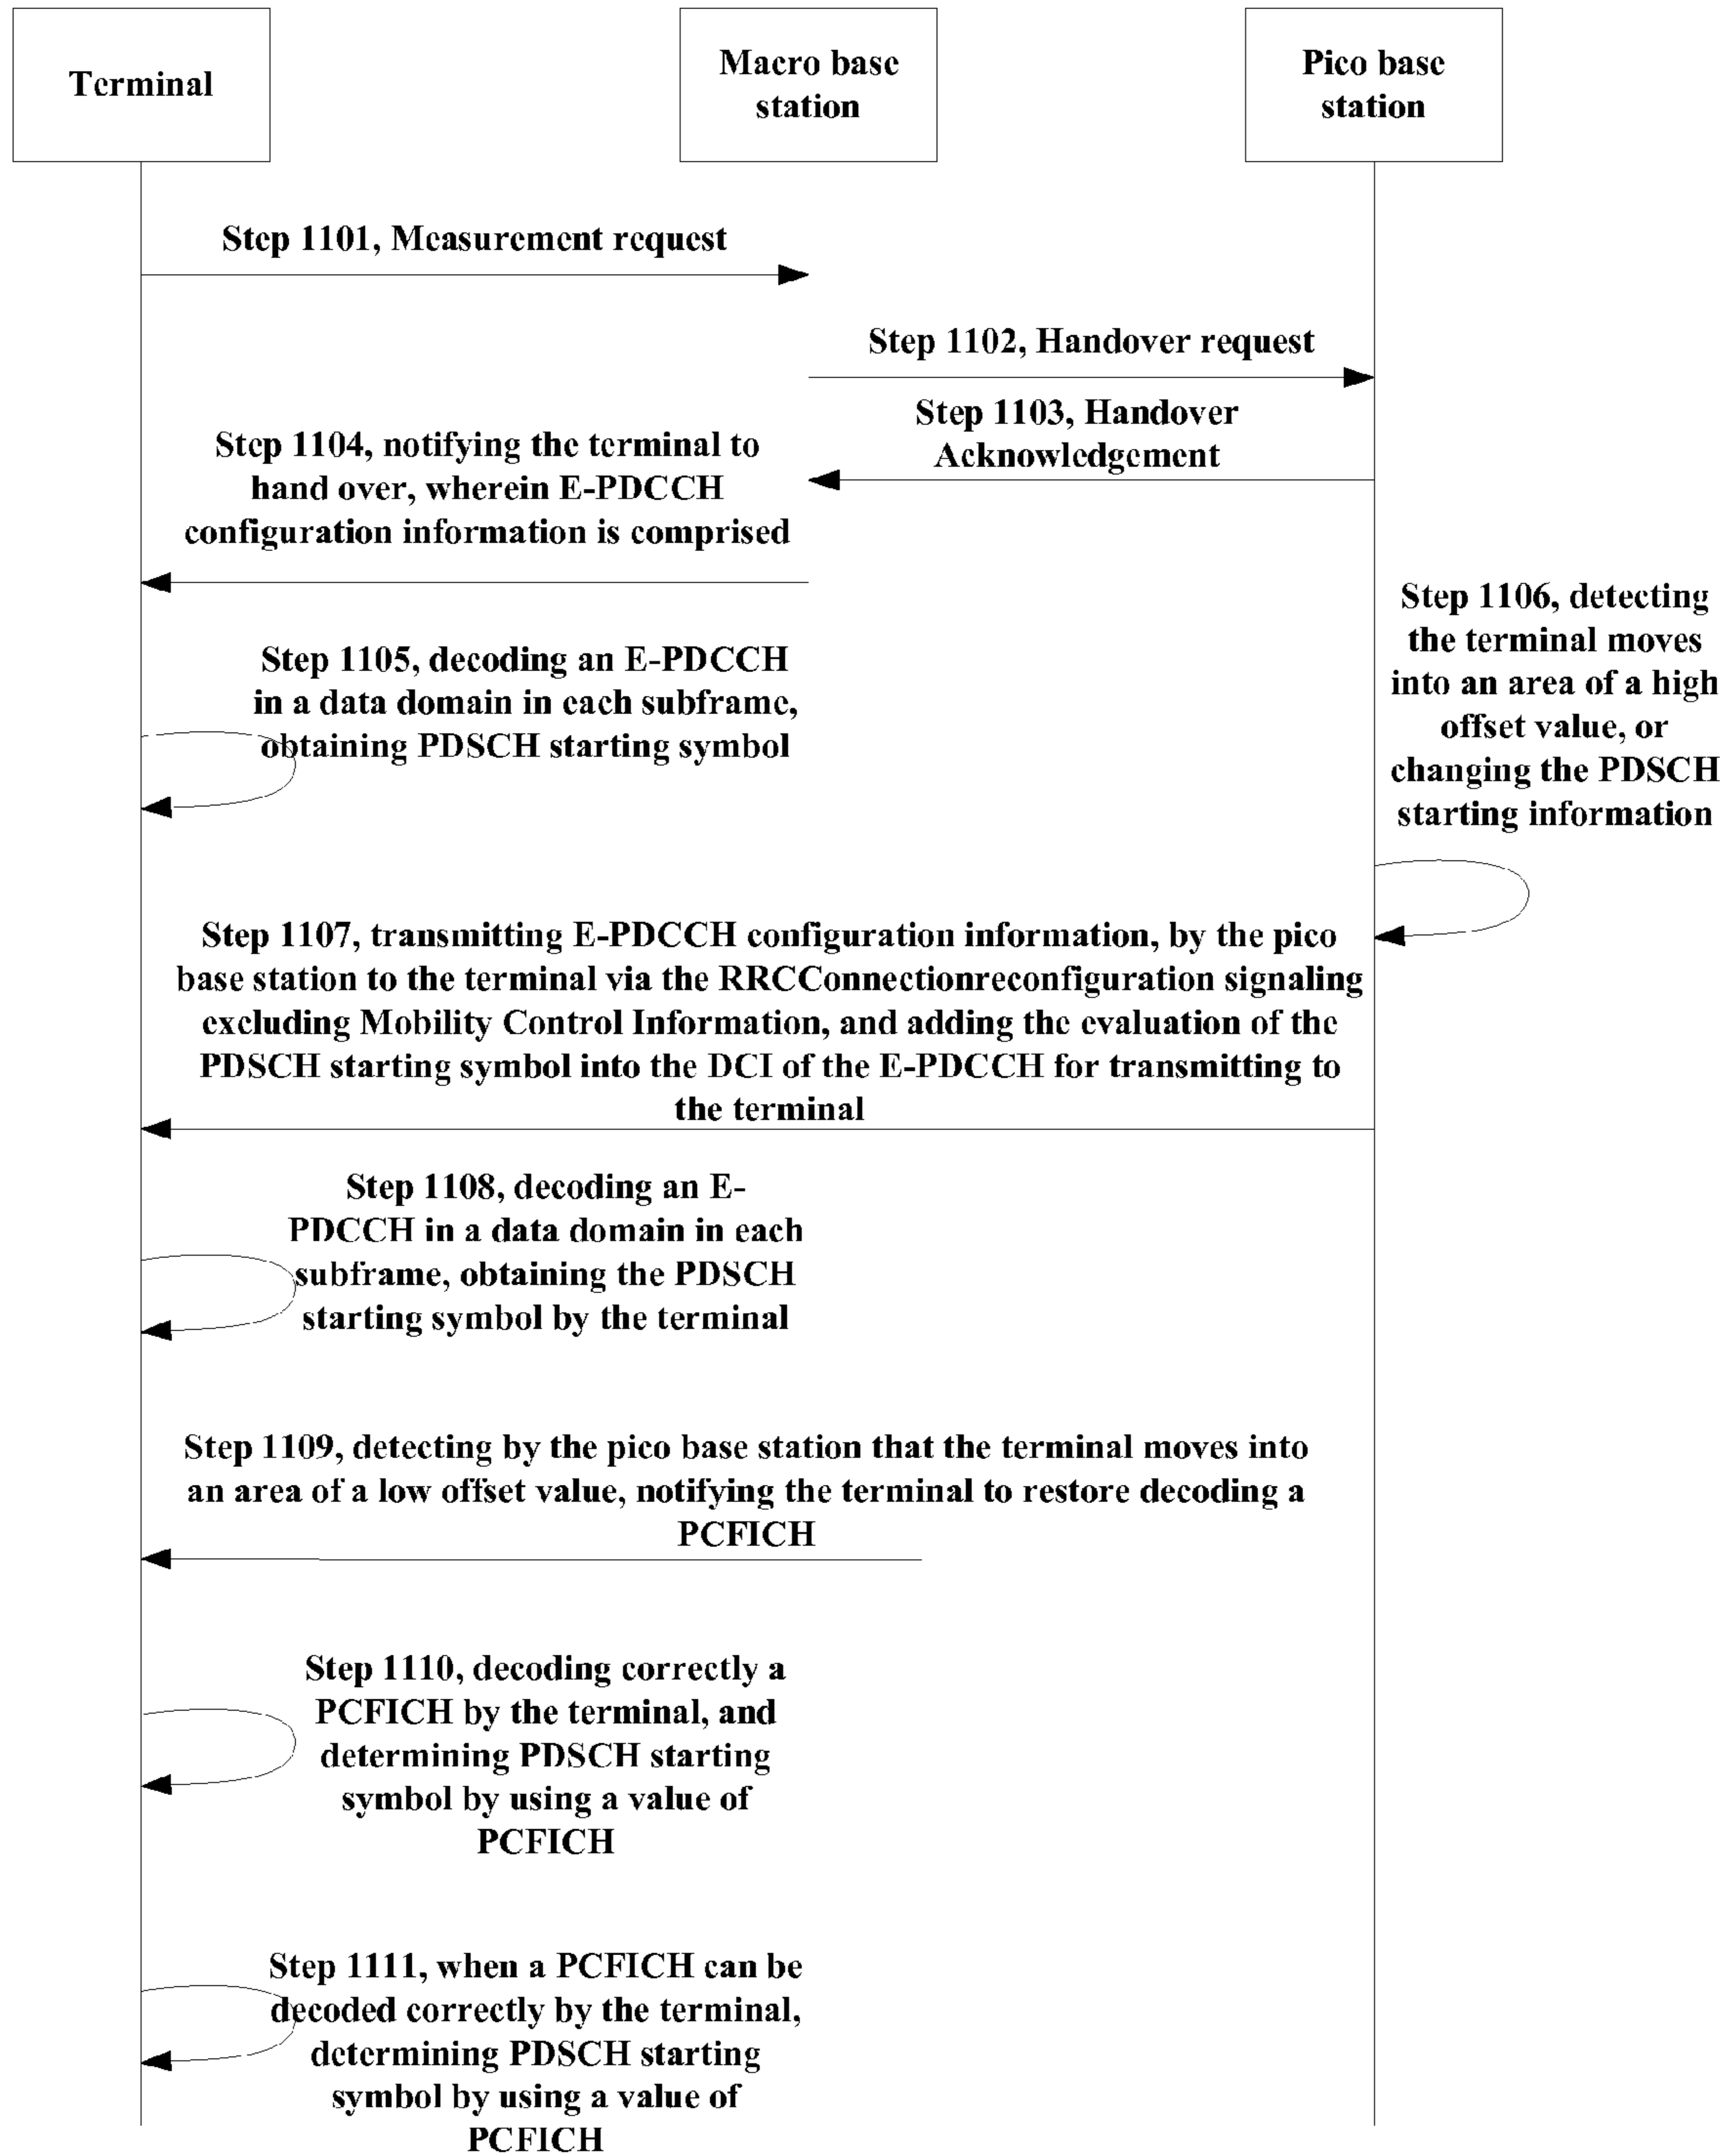 Terminal
Macro base
station
Pico base
station
Step 1101, Measurement request
Step 1102, Handover request
Step 1103, Handover
Acknowledgement
Step 1104, notifying the terminal to
hand over, wherein E-PDCCH
configuration information is comprised
Step 1105, decoding an E-PDCCH
in a data domain in each subframe,
obtaining PDSCH starting symbol
Step 1106, detecting
the terminal moves
into an area of a high
offset value, or
changing the PDSCH
starting information
Step 1107, transmitting E-PDCCH configuration information, by the pico
base station to the terminal via the RRCConnectionreconfiguration signaling
excluding Mobility Control Information, and adding the evaluation of the
PDSCH starting symbol into the DCI of the E-PDCCH for transmitting to
the terminal
Step 1108, decoding an E-
PDCCH in a data domain in each
subframe, obtaining the PDSCH
starting symbol by the terminal
Step 1109, detecting by the pico base station that the terminal moves into
an area of a low offset value, notifying the terminal to restore decoding a
PCFICH
Step 1110, decoding correctly a
PCFICH by the terminal, and
determining PDSCH starting
symbol by using a value of
PCFICH
Step 1111, when a PCFICH can be
decoded correctly by the terminal,
determining PDSCH starting
symbol by using a value of
PCFICH